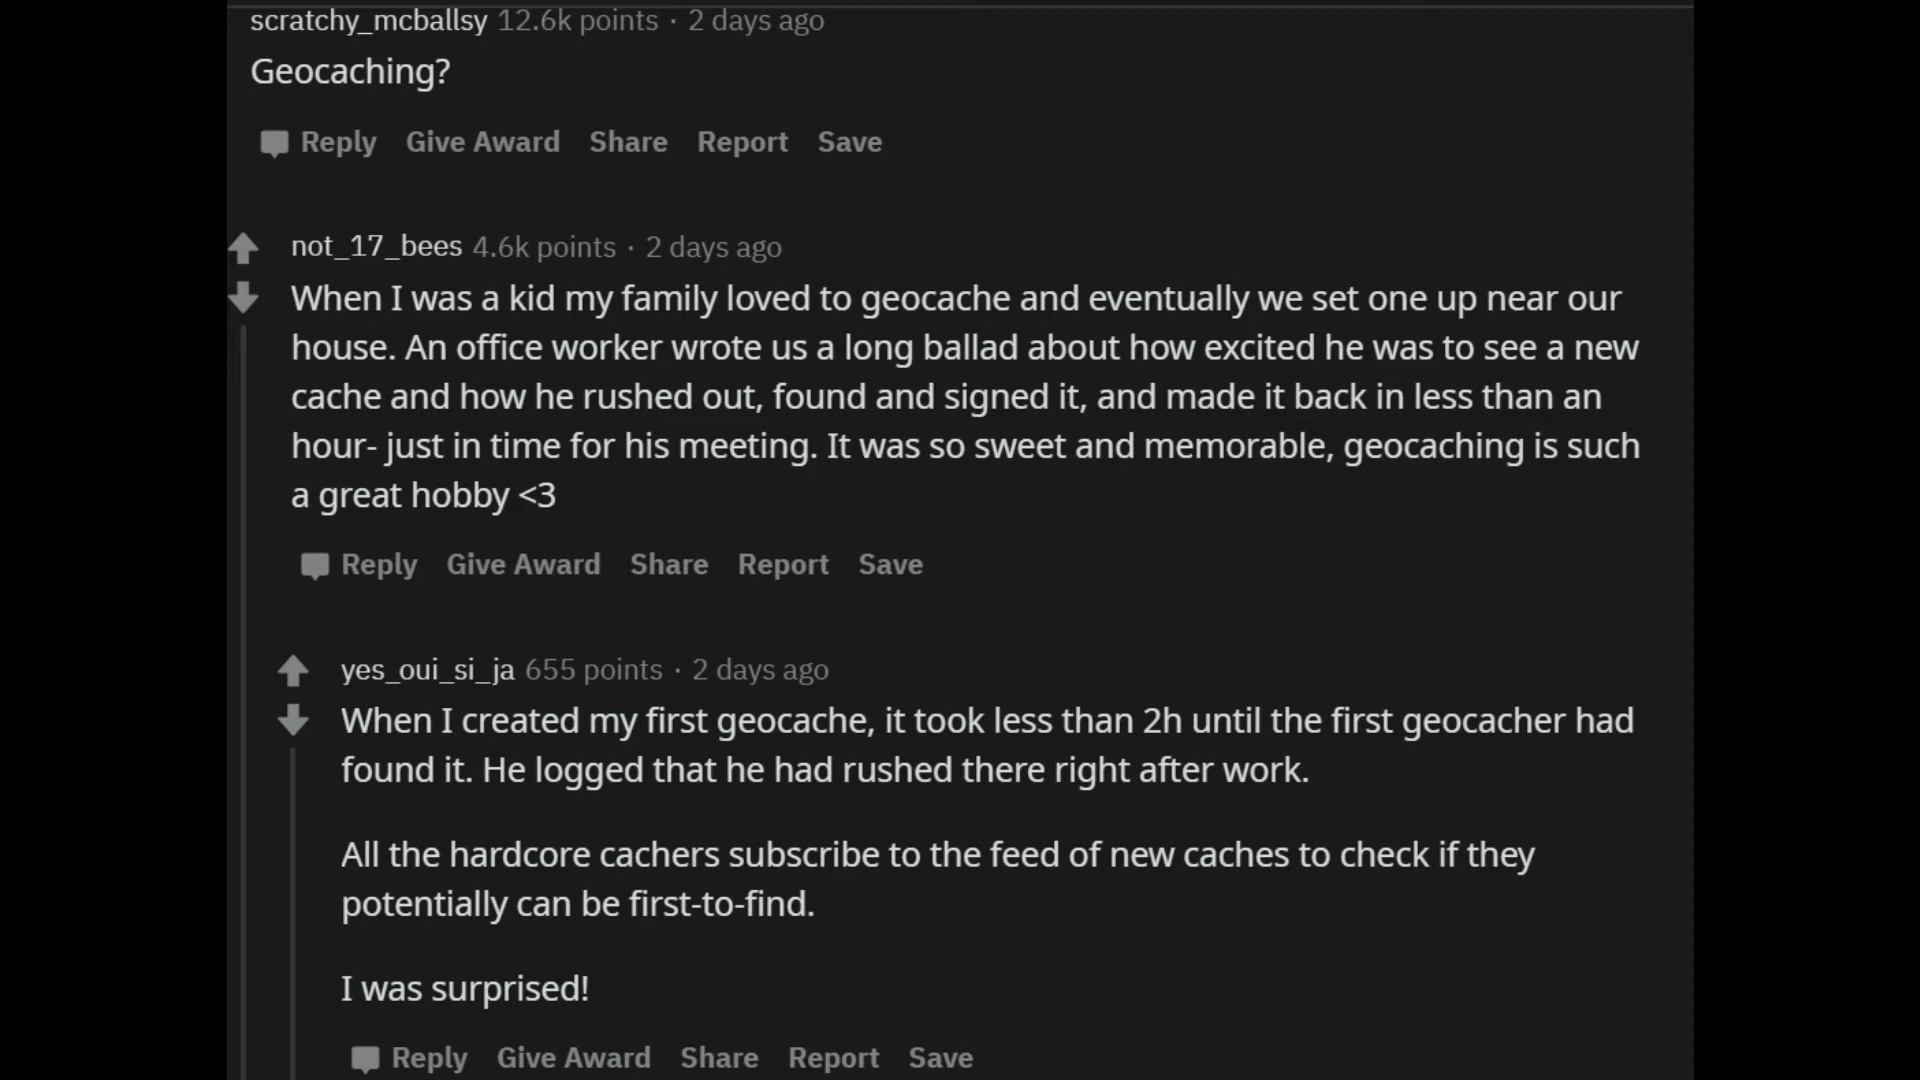 scratchy_mcballsy 12.6k points · 2 days ago
Geocaching?
Reply Give Award Share Report Save
not_17_bees 4.6k points · 2 days ago
When I was a kid my family loved to geocache and eventually we set one up near our
house. An office worker wrote us a long ballad about how excited he was to see a new
cache and how he rushed out, found and signed it, and made it back in less than an
hour- just in time for his meeting. It was so sweet and memorable, geocaching is such
a great hobby <3
Reply Give Award Share Report Save
yes_oui_si_ja 655 points · 2 days ago
When I created my first geocache, it took less than 2h until the first geocacher had
found it. He logged that he had rushed there right after work.
All the hardcore cachers subscribe to the feed of new caches to check if they
potentially can be first-to-find.
I was surprised!
Reply Give Award Share Report Save